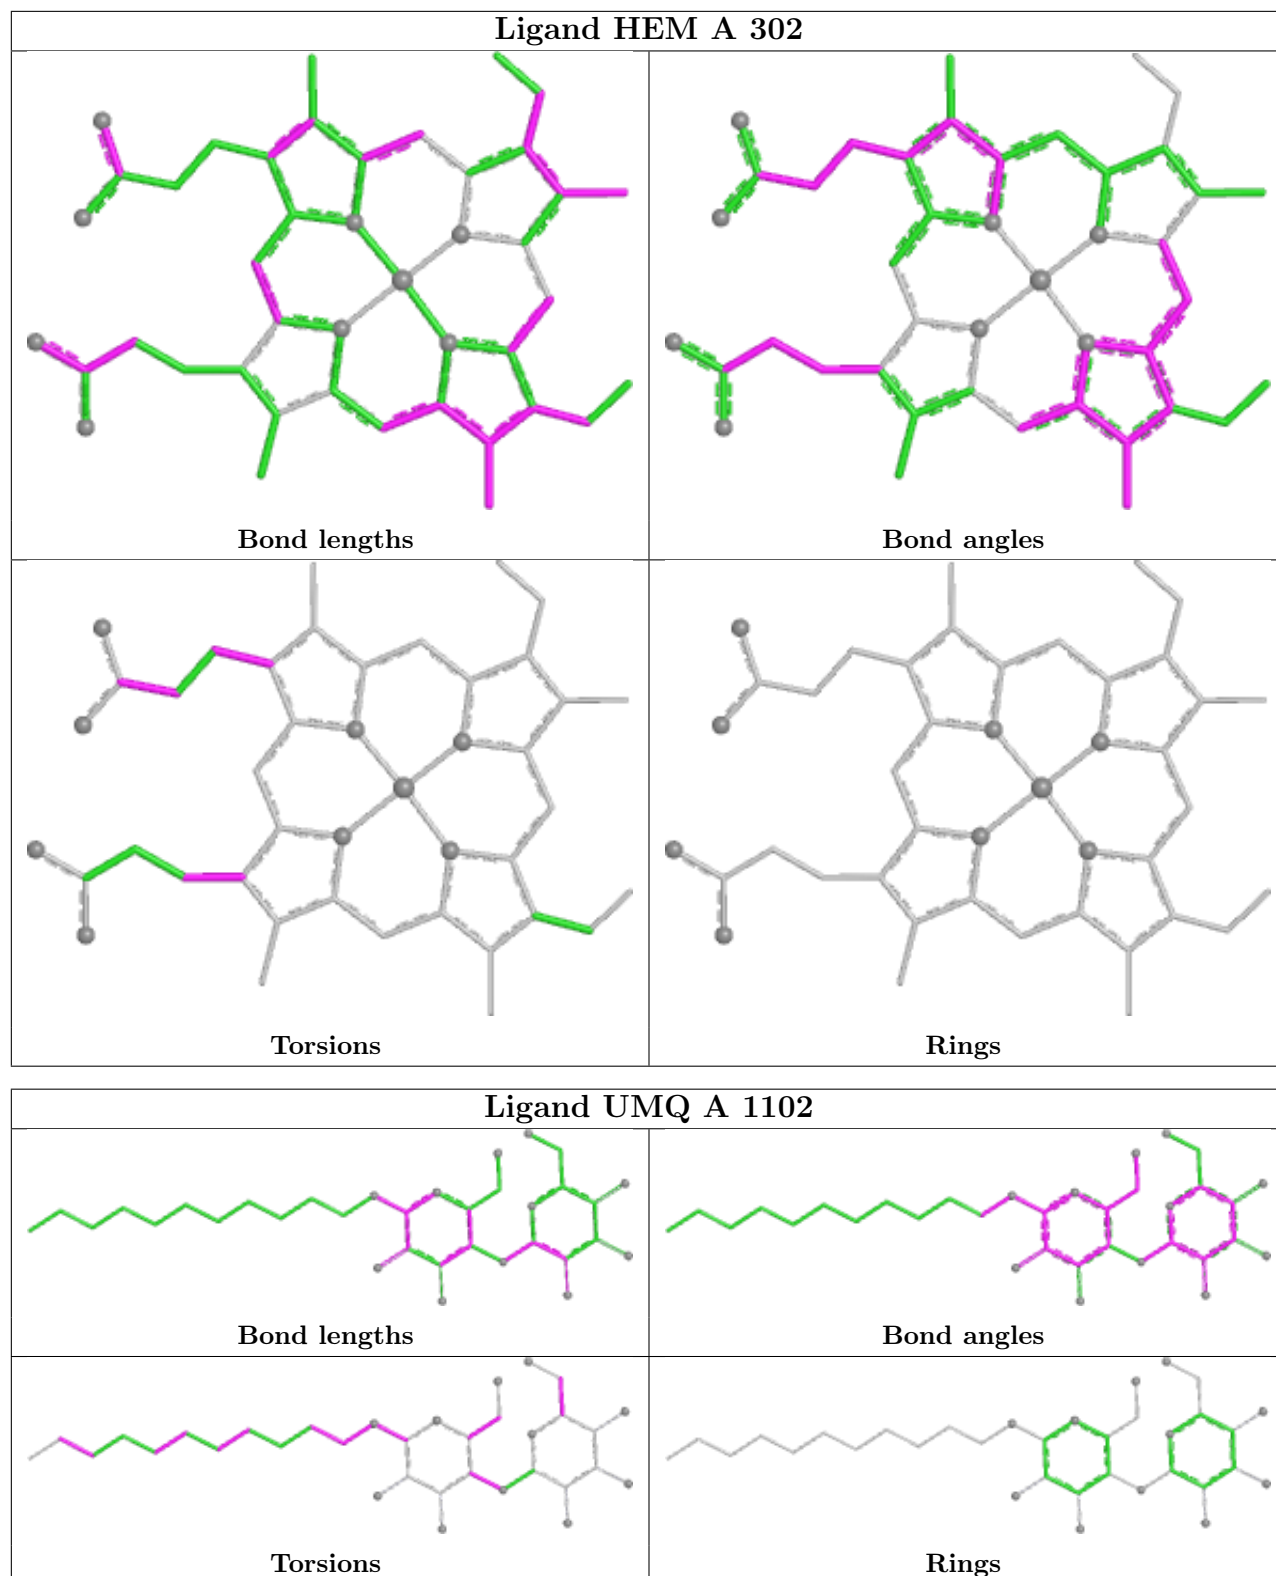 Ligand HEM A 302
Bond lengths
Bond angles
Torsions
Rings
Ligand UMQ A 1102
Bond lengths
Bond angles
Torsions
Rings